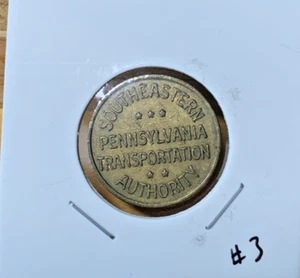 SOUTHEASTERN
PENNSYLVANIA
TRANSPORTATION
AUTHORITY
#3